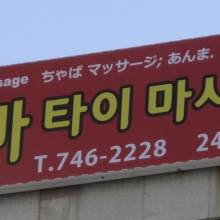 sage ちゃば マッサージ; あんま.
바 타이 마사
T.746-2228 24